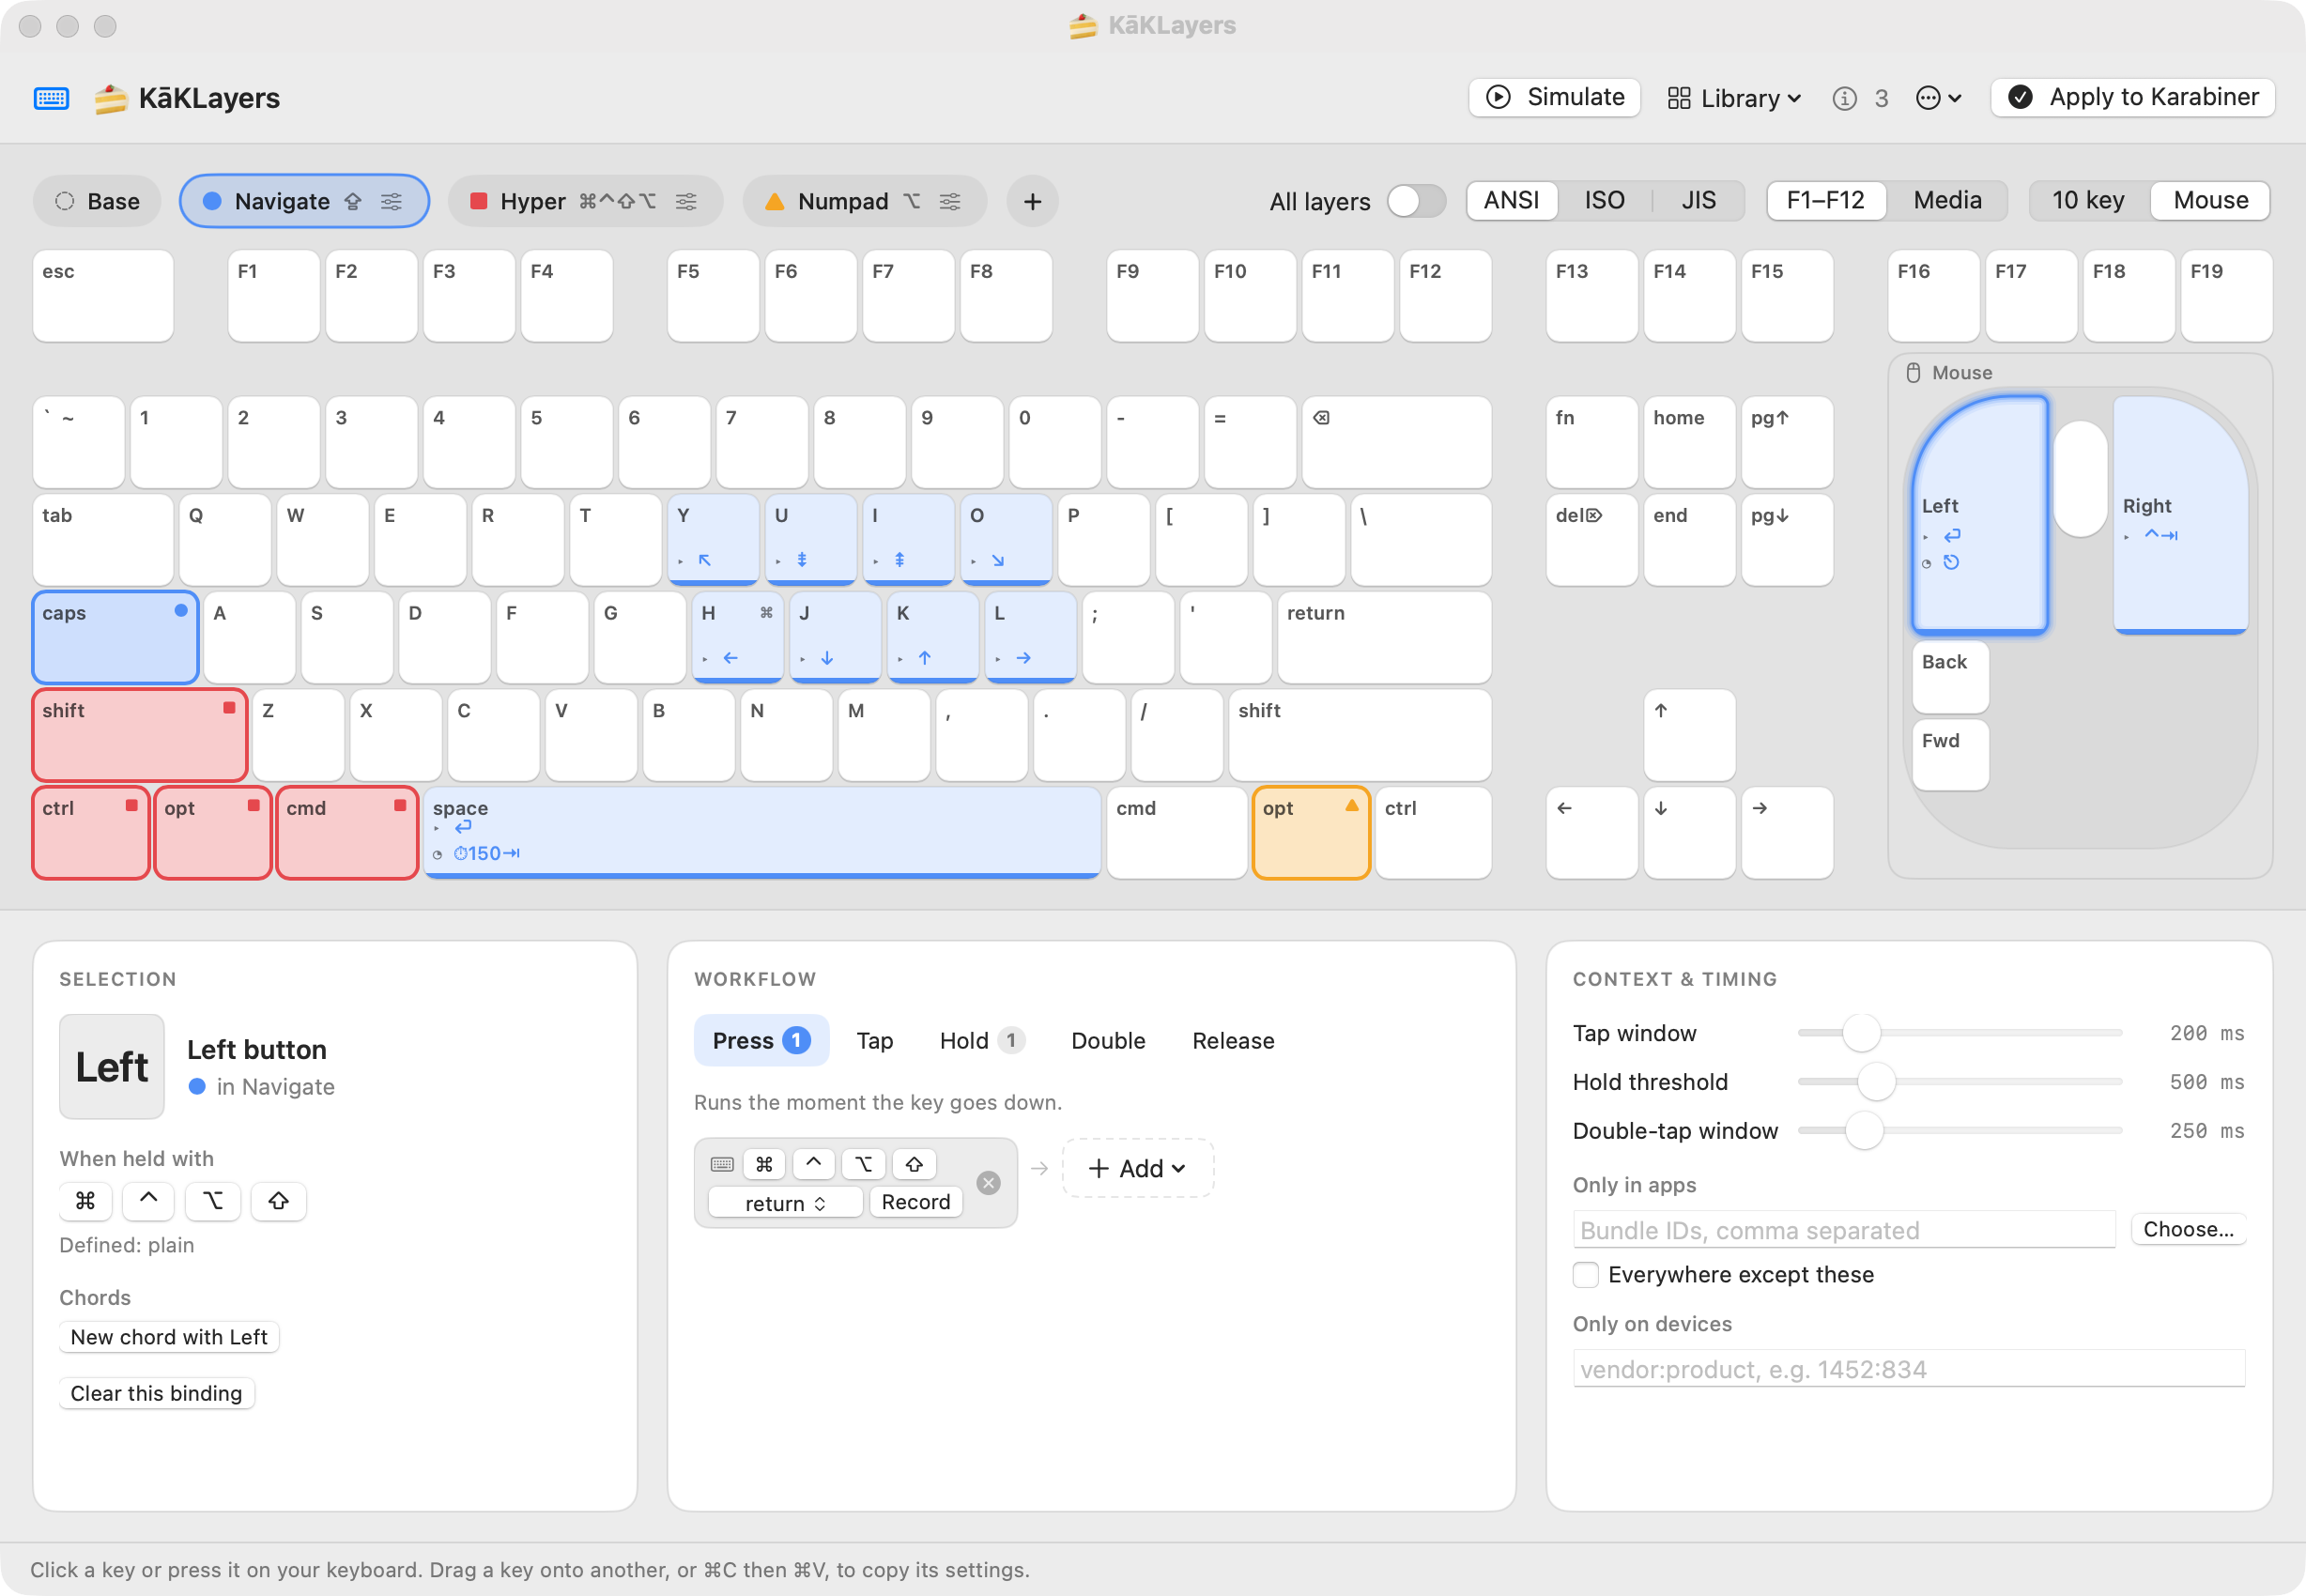 KāKLayers
KāKLayers
Simulate
Library
3
Apply to Karabiner
Base
Navigate ⇪
Hyper ⌘⌃⇧⌥
Numpad ⌥
+
All layers
ANSI ISO JIS
F1–F12 Media
10 key Mouse
esc F1 F2 F3 F4 F5 F6 F7 F8 F9 F10 F11 F12 F13 F14 F15 F16 F17 F18 F19
Mouse
` ~ 1 2 3 4 5 6 7 8 9 0 - = ⌫ fn home pg↑
tab Q W E R T Y U I O P [ ] \ del⌦ end pg↓
↖ ⇟ ⇞ ↘
Left
↩
Right
⌃⇥
caps A S D F G H ⌘ J K L ; ' return
← ↓ ↑ →
Back
shift Z X C V B N M , . / shift ↑
Fwd
ctrl opt cmd space cmd opt ctrl ← ↓ →
↩
⏱150⇥
SELECTION
Left
Left button
in Navigate
When held with
⌘ ⌃ ⌥ ⇧
Defined: plain
Chords
New chord with Left
Clear this binding
WORKFLOW
Press 1 Tap Hold 1 Double Release
Runs the moment the key goes down.
⌘ ⌃ ⌥ ⇧
return Record
→
+ Add
CONTEXT & TIMING
Tap window 200 ms
Hold threshold 500 ms
Double-tap window 250 ms
Only in apps
Bundle IDs, comma separated Choose...
Everywhere except these
Only on devices
vendor:product, e.g. 1452:834
Click a key or press it on your keyboard. Drag a key onto another, or ⌘C then ⌘V, to copy its settings.